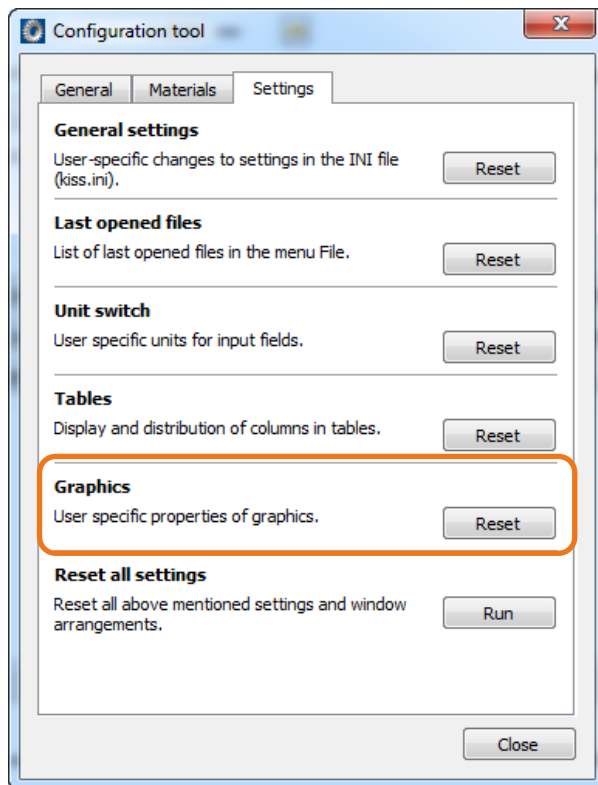 Configuration tool
General Materials Settings
General settings
User-specific changes to settings in the INI file
(kiss.ini).
Reset
Last opened files
List of last opened files in the menu File.
Reset
Unit switch
User specific units for input fields.
Reset
Tables
Display and distribution of columns in tables.
Reset
Graphics
User specific properties of graphics.
Reset
Reset all settings
Reset all above mentioned settings and window
arrangements.
Run
Close